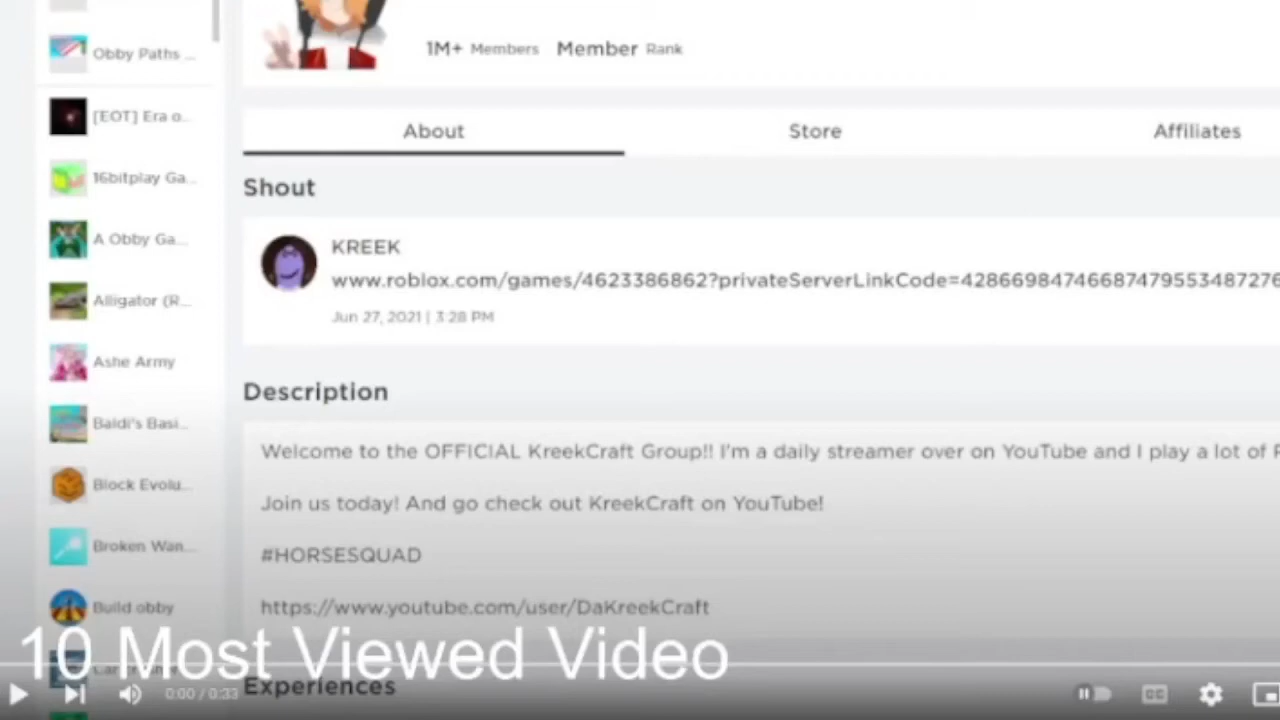 Obby Paths ...
1M+ Members Member Rank
[EOT] Era o...
About Store Affiliates
16bitplay Ga...
Shout
A Obby Ga...
KREEK
www.roblox.com/games/4623386862?privateServerLinkCode=42866984746687479553487276
Alligator (R...
Jun 27, 2021 | 3:28 PM
Ashe Army
Description
Baldi's Basi...
Welcome to the OFFICIAL KreekCraft Group!! I'm a daily streamer over on YouTube and I play a lot of
Block Evolu...
Join us today! And go check out KreekCraft on YouTube!
Broken Wan...
#HORSESQUAD
Build obby
https://www.youtube.com/user/DaKreekCraft
10 Most Viewed Video
Experiences
0:00 / 0:33
CC